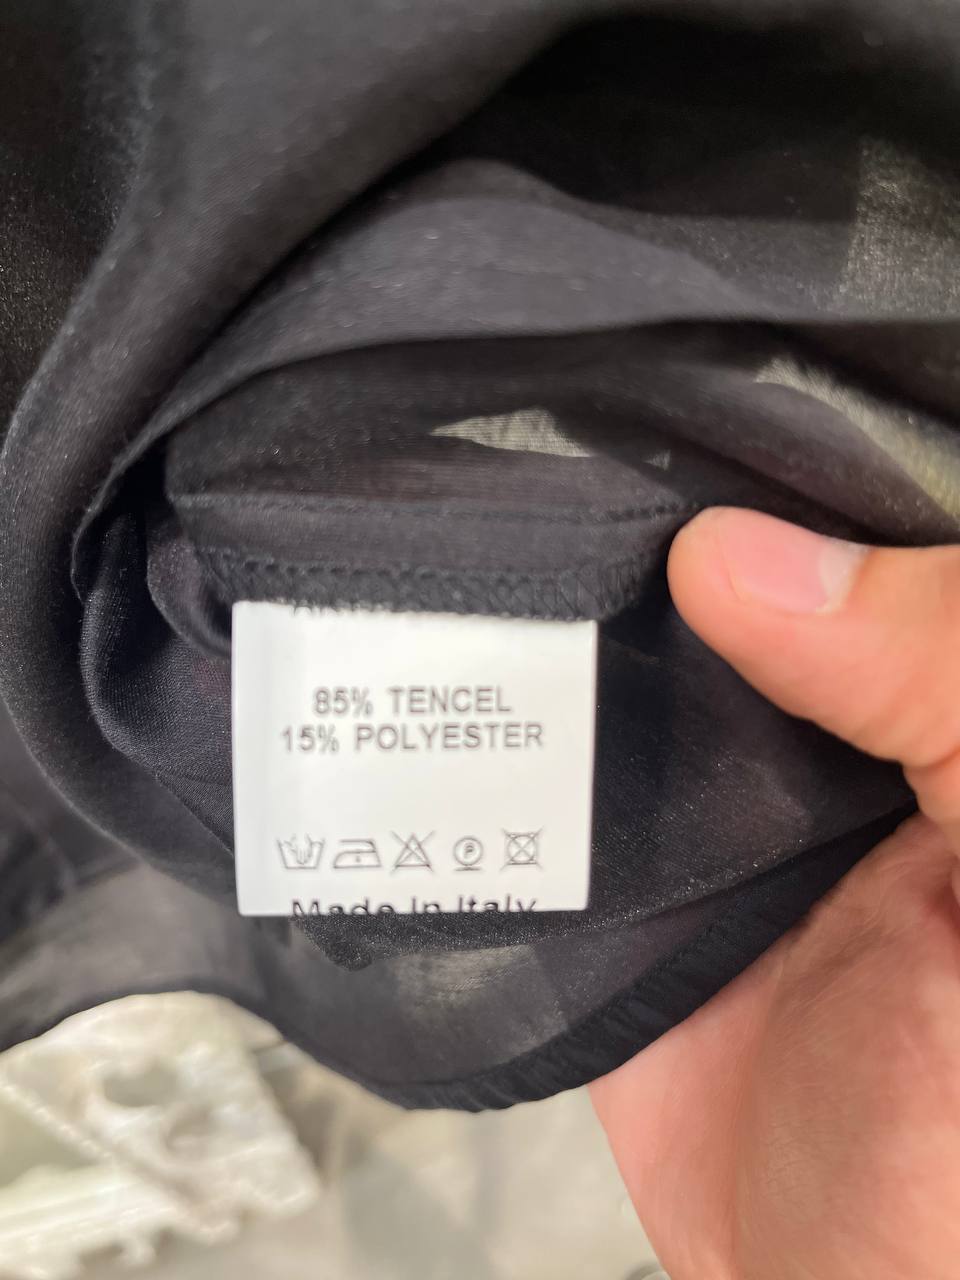 85% TENCEL
15% POLYESTER
P
Made In Italy